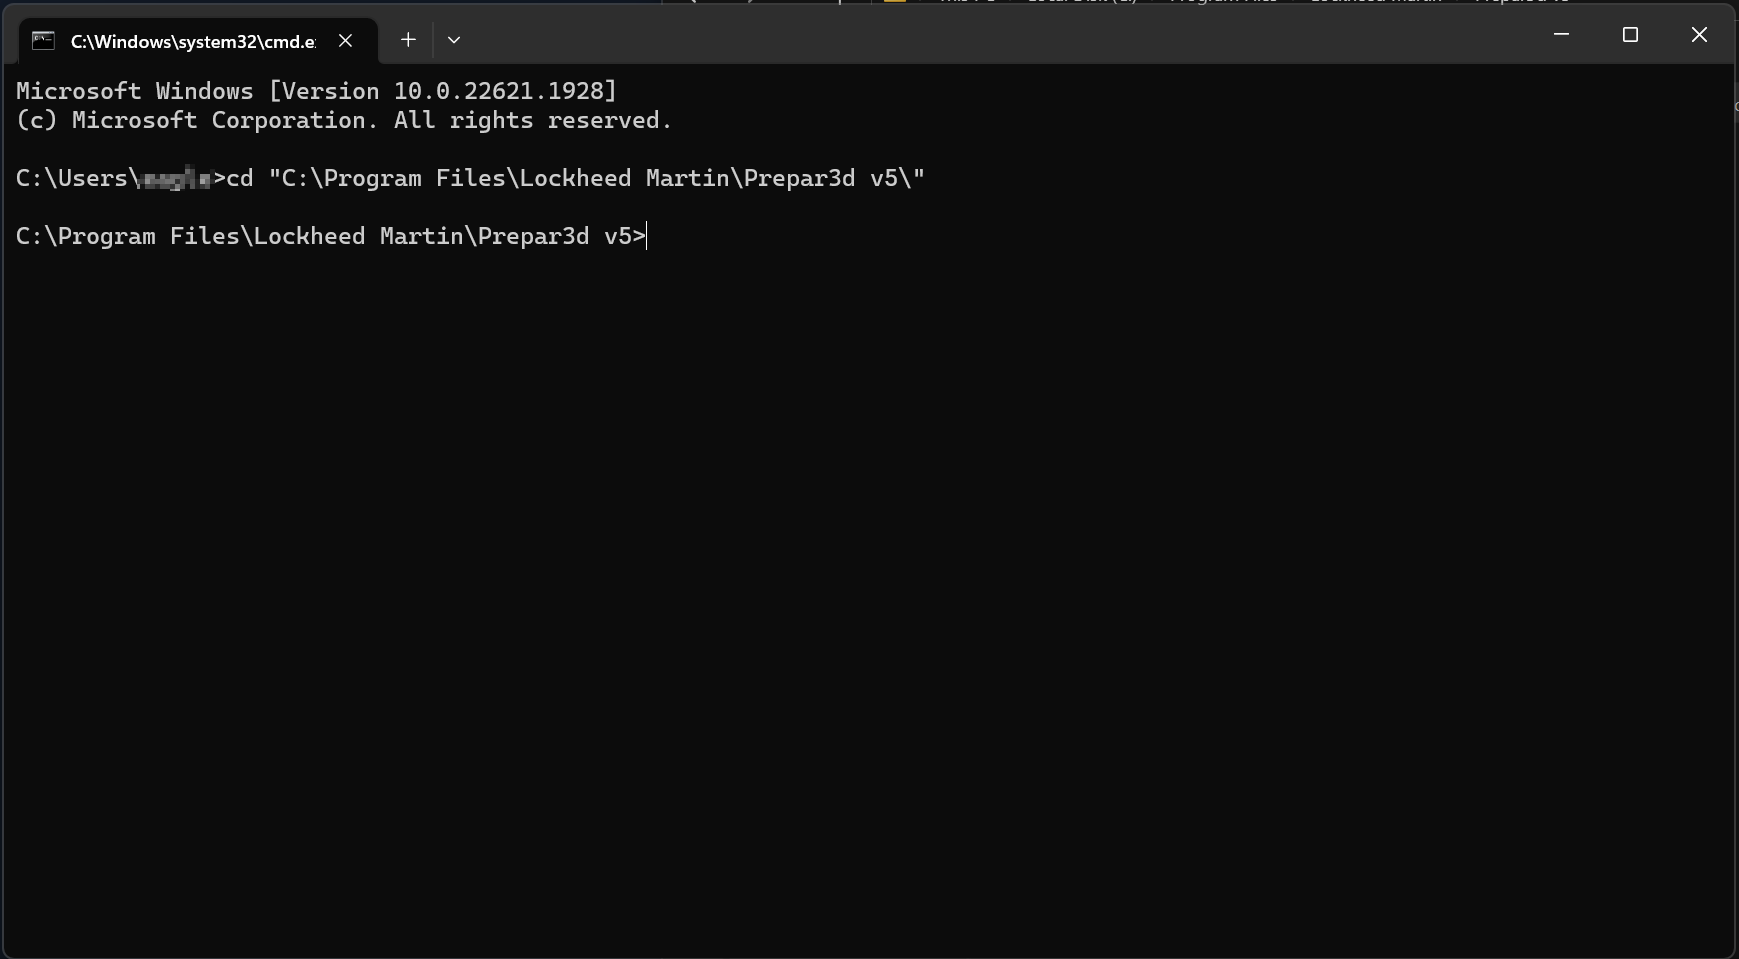 C:\Windows\system32\cmd.e
Microsoft Windows [Version 10.0.22621.1928]
(c) Microsoft Corporation. All rights reserved.
C:\Users\ >cd "C:\Program Files\Lockheed Martin\Prepar3d v5\"
C:\Program Files\Lockheed Martin\Prepar3d v5>